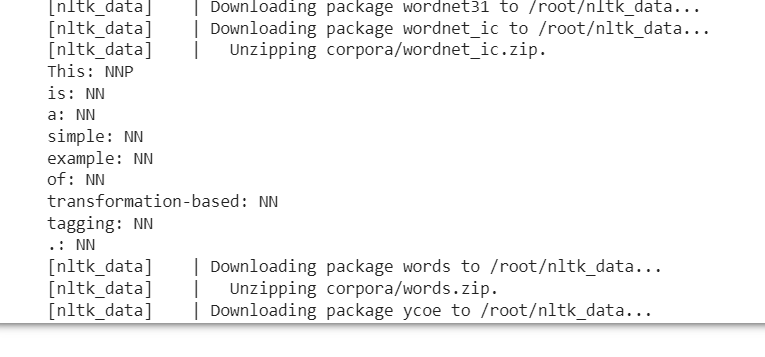 [nltk_data]    | Downloading package wordnet31 to /root/nltk_data...
[nltk_data]    | Downloading package wordnet_ic to /root/nltk_data...
[nltk_data]    |   Unzipping corpora/wordnet_ic.zip.
This: NNP
is: NN
a: NN
simple: NN
example: NN
of: NN
transformation-based: NN
tagging: NN
.: NN
[nltk_data]    | Downloading package words to /root/nltk_data...
[nltk_data]    |   Unzipping corpora/words.zip.
[nltk_data]    | Downloading package ycoe to /root/nltk_data...